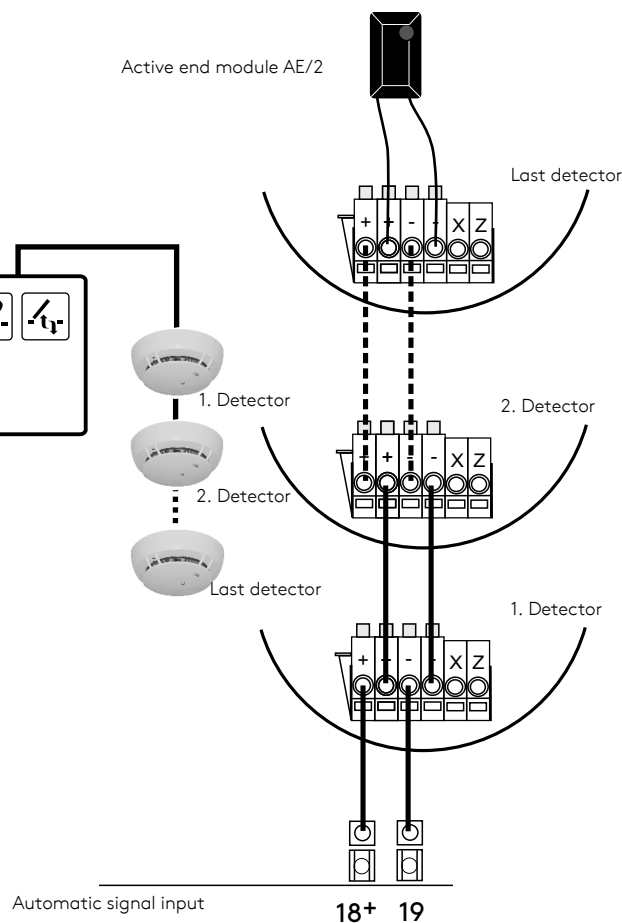 Active end module AE/2
Last detector
+ + - - X Z
1. Detector
2. Detector
+ + - - X Z
2. Detector
Last detector
1. Detector
+ + - - X Z
Automatic signal input
18+ 19